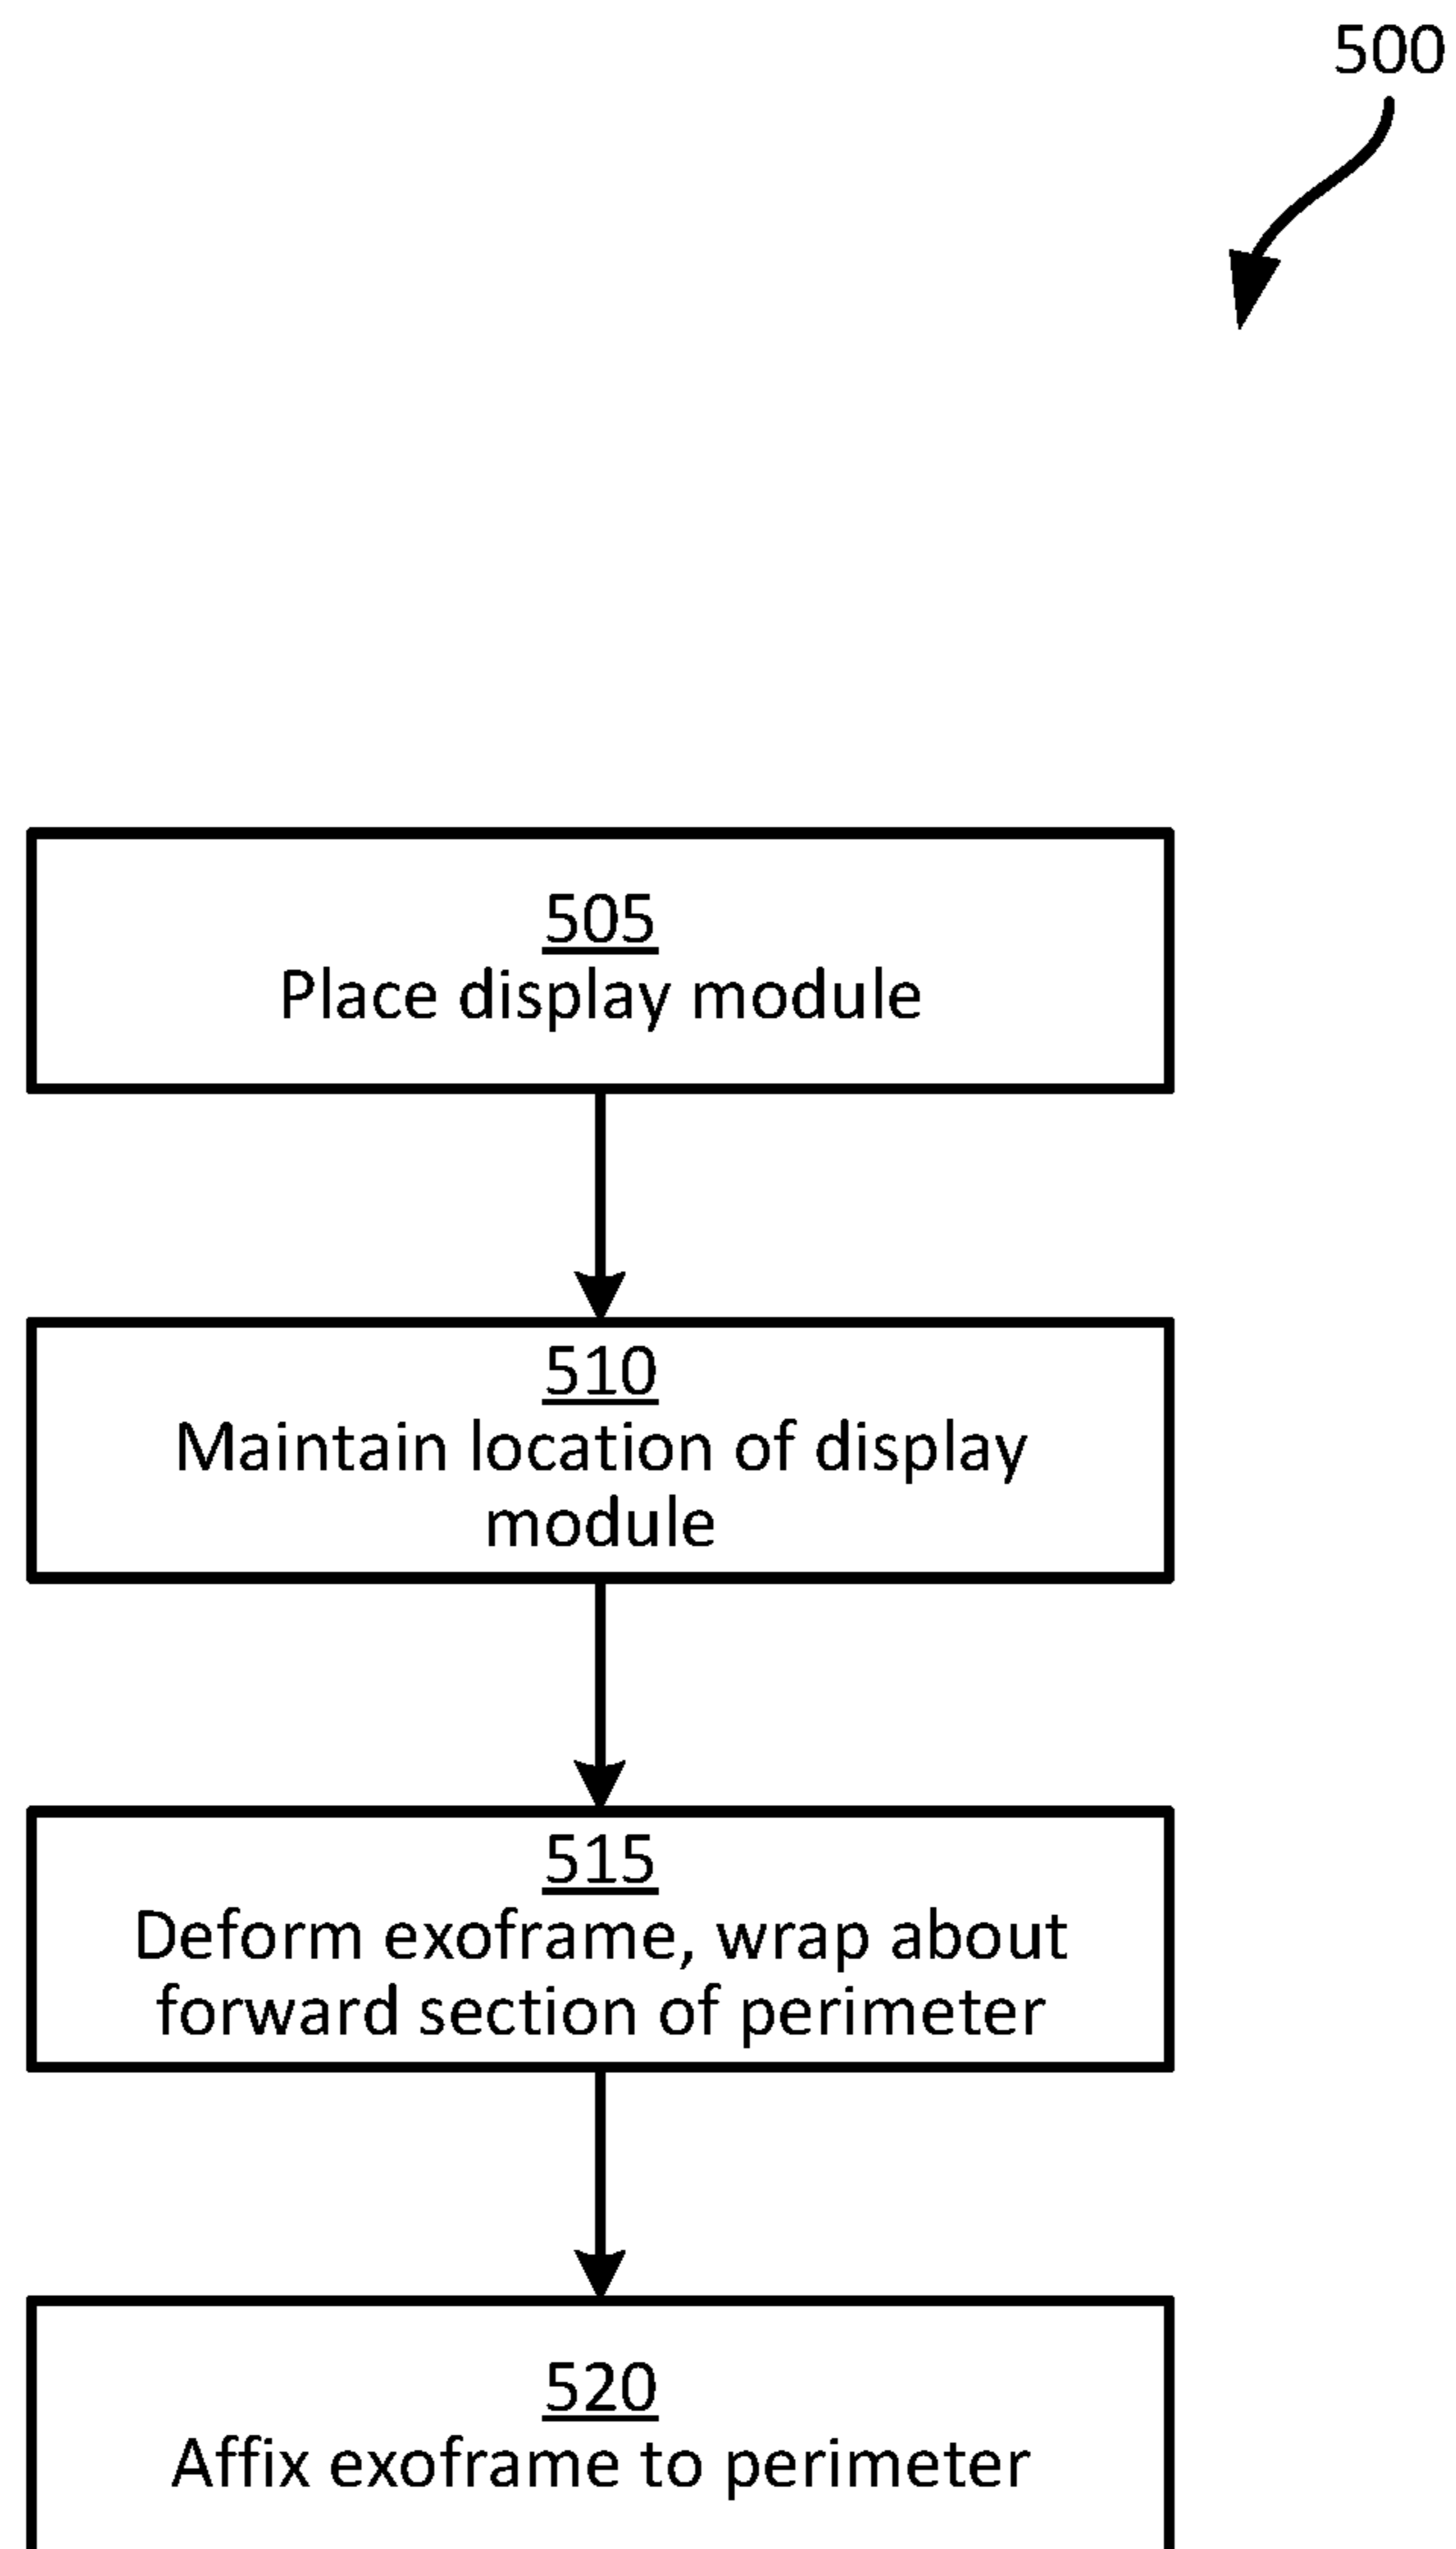 500
505
Place display module
510
Maintain location of display
module
515
Deform exoframe, wrap about
forward section of perimeter
520
Affix exoframe to perimeter